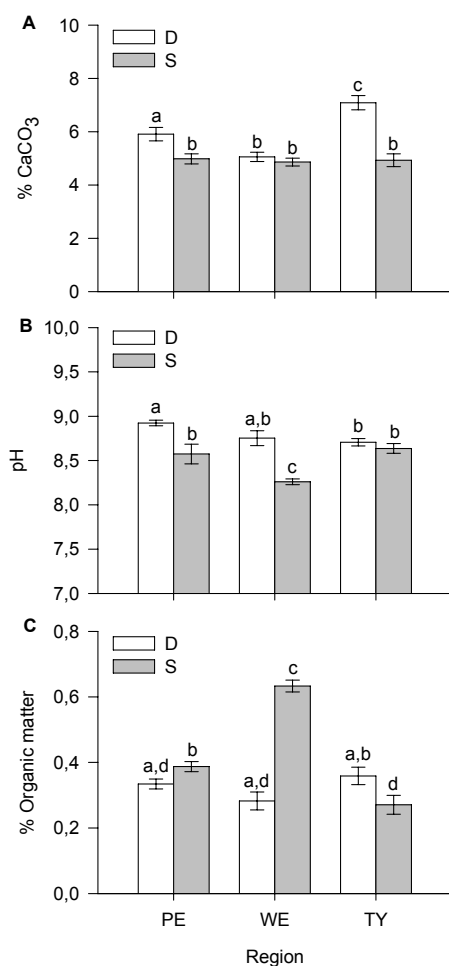 A
D
S
10
8
6
4
2
0
% CaCO₃
a
b
b
b
c
b
B
D
S
10,0
9,5
9,0
8,5
8,0
7,5
7,0
pH
a
b
a,b
c
b
b
C
D
S
0,8
0,6
0,4
0,2
0,0
% Organic matter
a,d
b
a,d
c
a,b
d
PE WE TY
Region